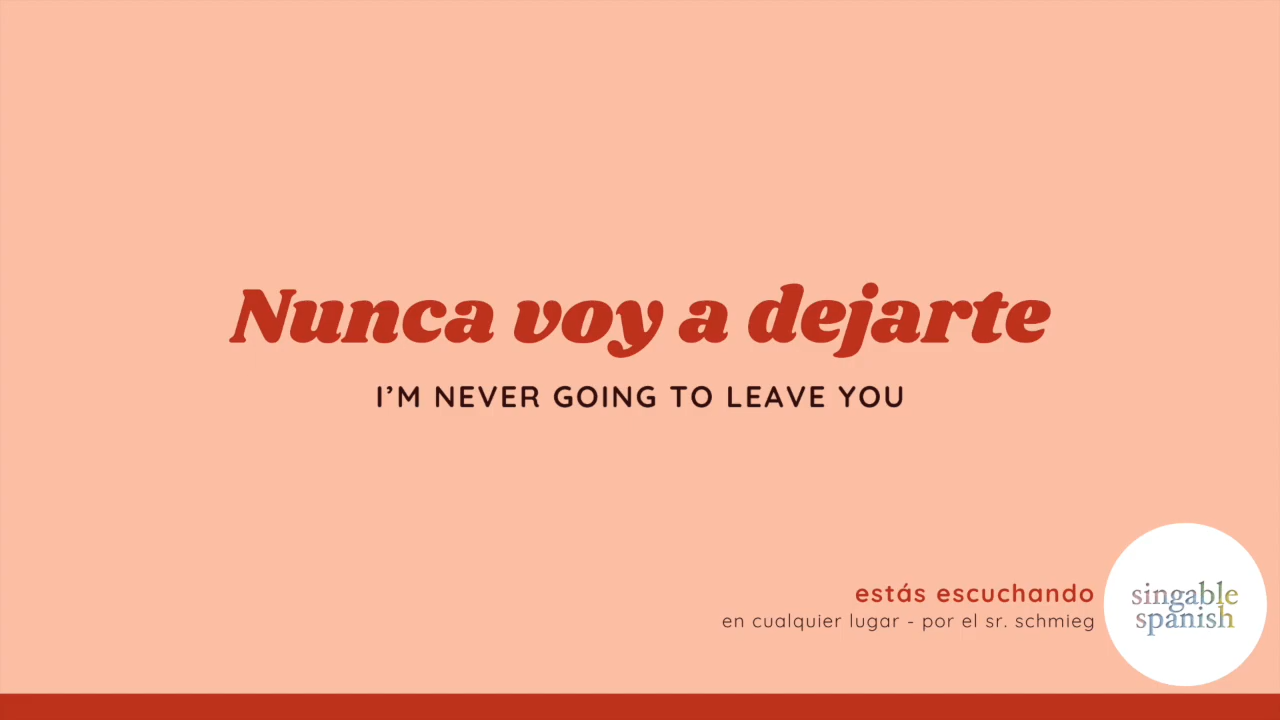 Nunca voy a dejarte
I’M NEVER GOING TO LEAVE YOU
estás escuchando
en cualquier lugar - por el sr. schmieg
singable
spanish